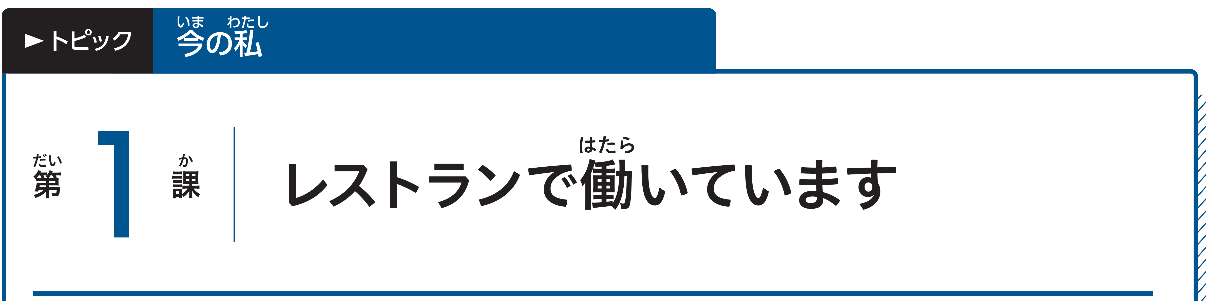 ▶トピック 今の私
いま わたし
第1課 レストランで働いています
だい か はたら